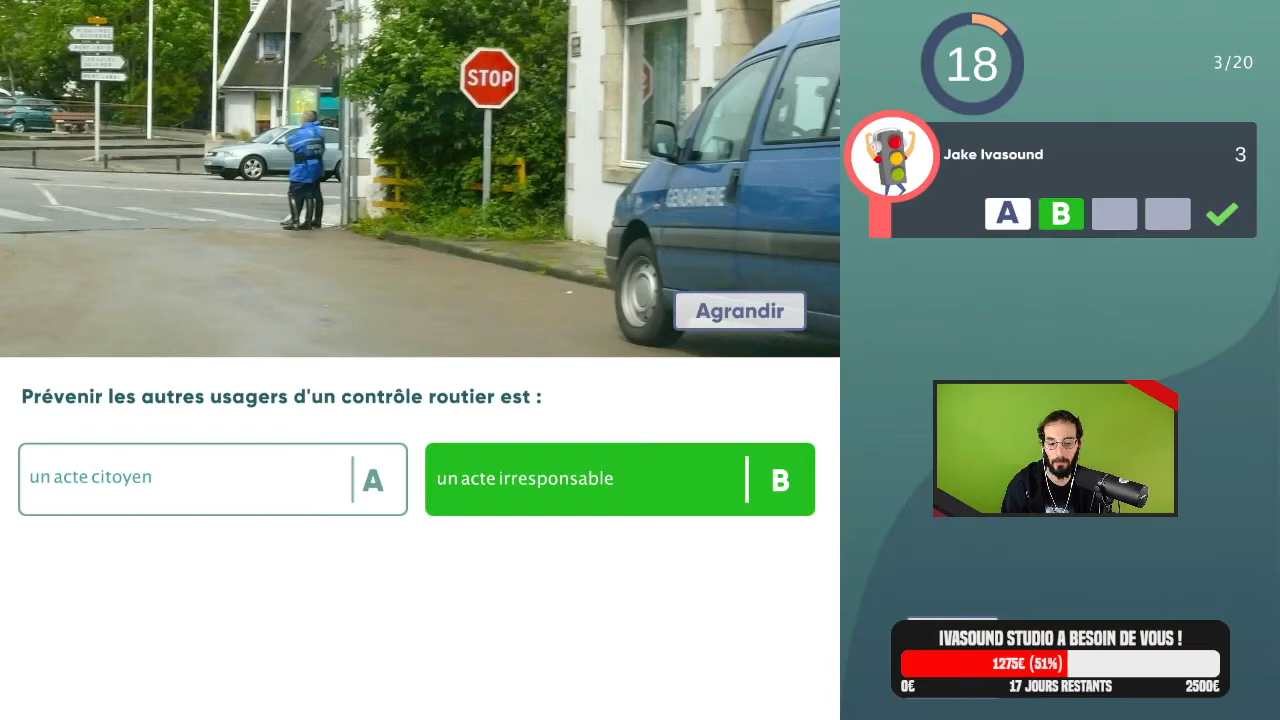 STOP
GENDARMERIE
Agrandir
18
3/20
Jake Ivasound
3
A
B
Prévenir les autres usagers d'un contrôle routier est :
un acte citoyen
A
un acte irresponsable
B
IVASOUND STUDIO A BESOIN DE VOUS !
1275€ (51%)
0€
17 JOURS RESTANTS
2500€